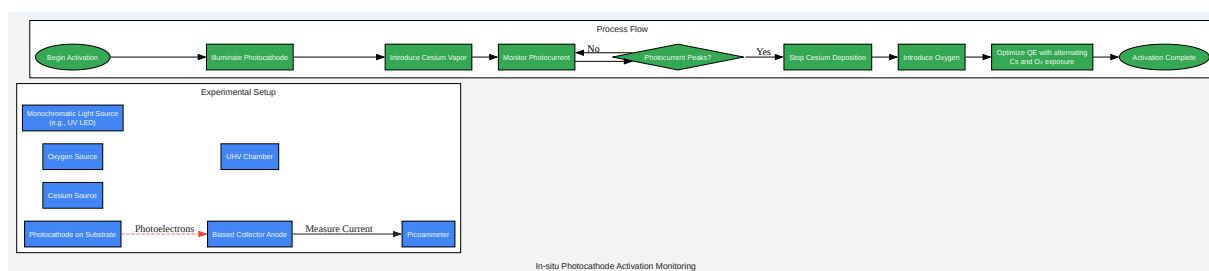 Process Flow
Begin Activation
Illuminate Photocathode
Introduce Cesium Vapor
Monitor Photocurrent
No
Photocurrent Peaks?
Yes
Stop Cesium Deposition
Introduce Oxygen
Optimize QE with alternating
Cs and O₂ exposure
Activation Complete
Experimental Setup
Monochromatic Light Source
(e.g., UV LED)
Oxygen Source
UHV Chamber
Cesium Source
Photocathode on Substrate
Photoelectrons
Biased Collector Anode
Measure Current
Picoammeter
In-situ Photocathode Activation Monitoring